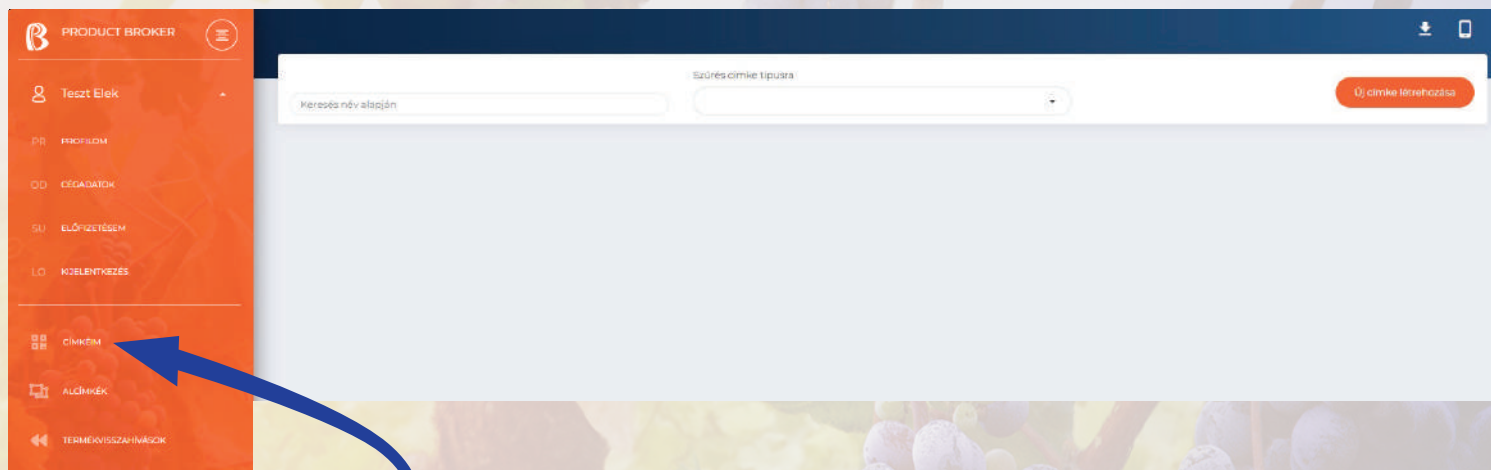 PRODUCT BROKER
Teszt Elek
PR PROFILOM
OD CÉGADATOK
SU ELŐFIZETÉSEM
LO KIJELENTKEZÉS
CÍMKÉIM
ALCÍMKÉK
TERMÉKVISSZAHÍVÁSOK
Keresés név alapján
Szűrés címke típusra
Új címke létrehozása